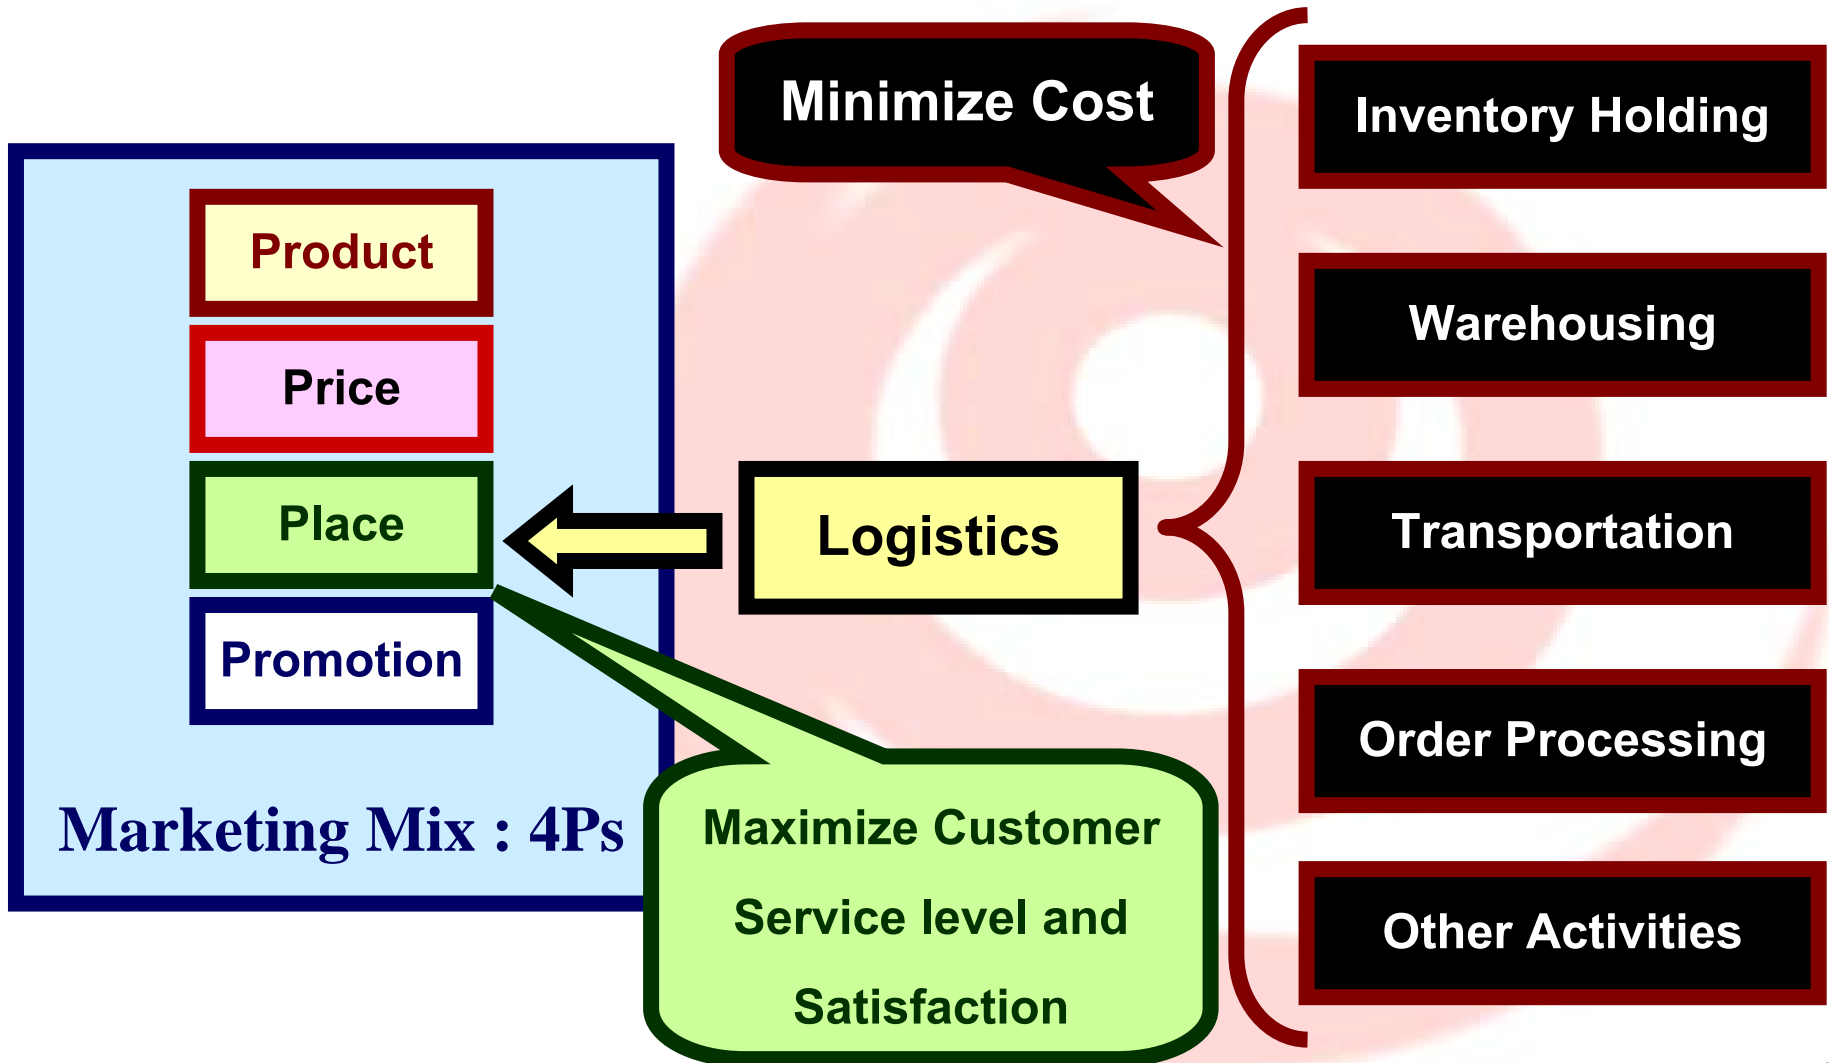 Product
Price
Place
Promotion
Marketing Mix : 4Ps
Minimize Cost
Logistics
Maximize Customer
Service level and
Satisfaction
Inventory Holding
Warehousing
Transportation
Order Processing
Other Activities